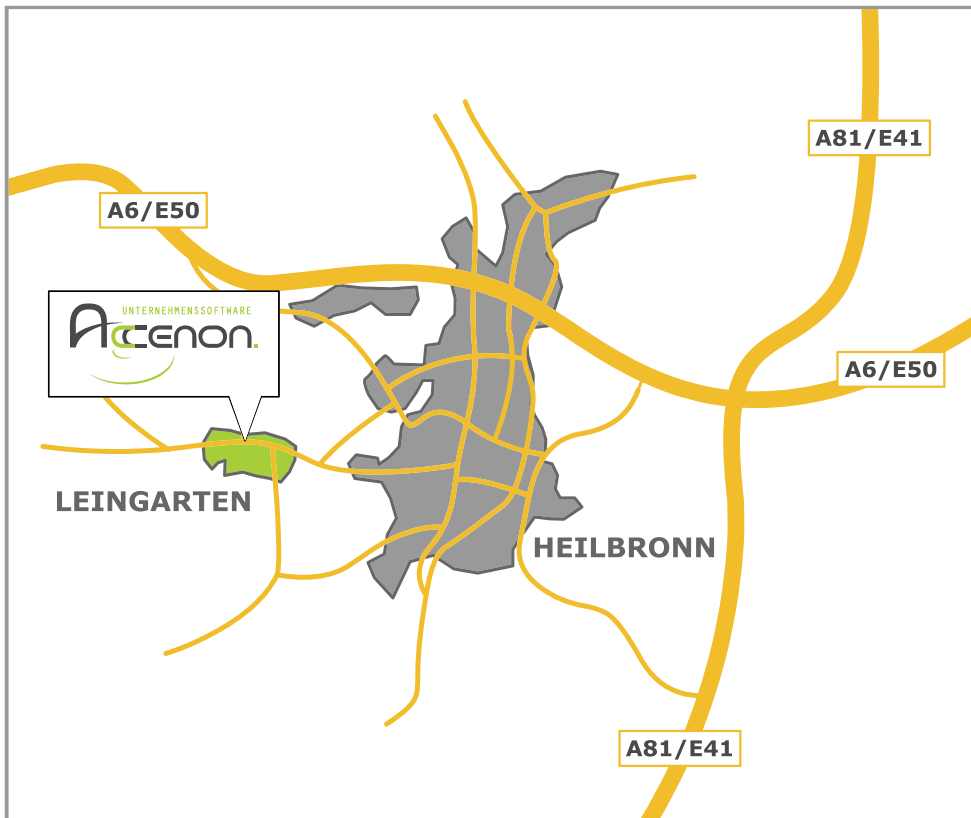 A81/E41
A6/E50
UNTERNEHMENSSOFTWARE
ACCENON.
A6/E50
LEINGARTEN
HEILBRONN
A81/E41